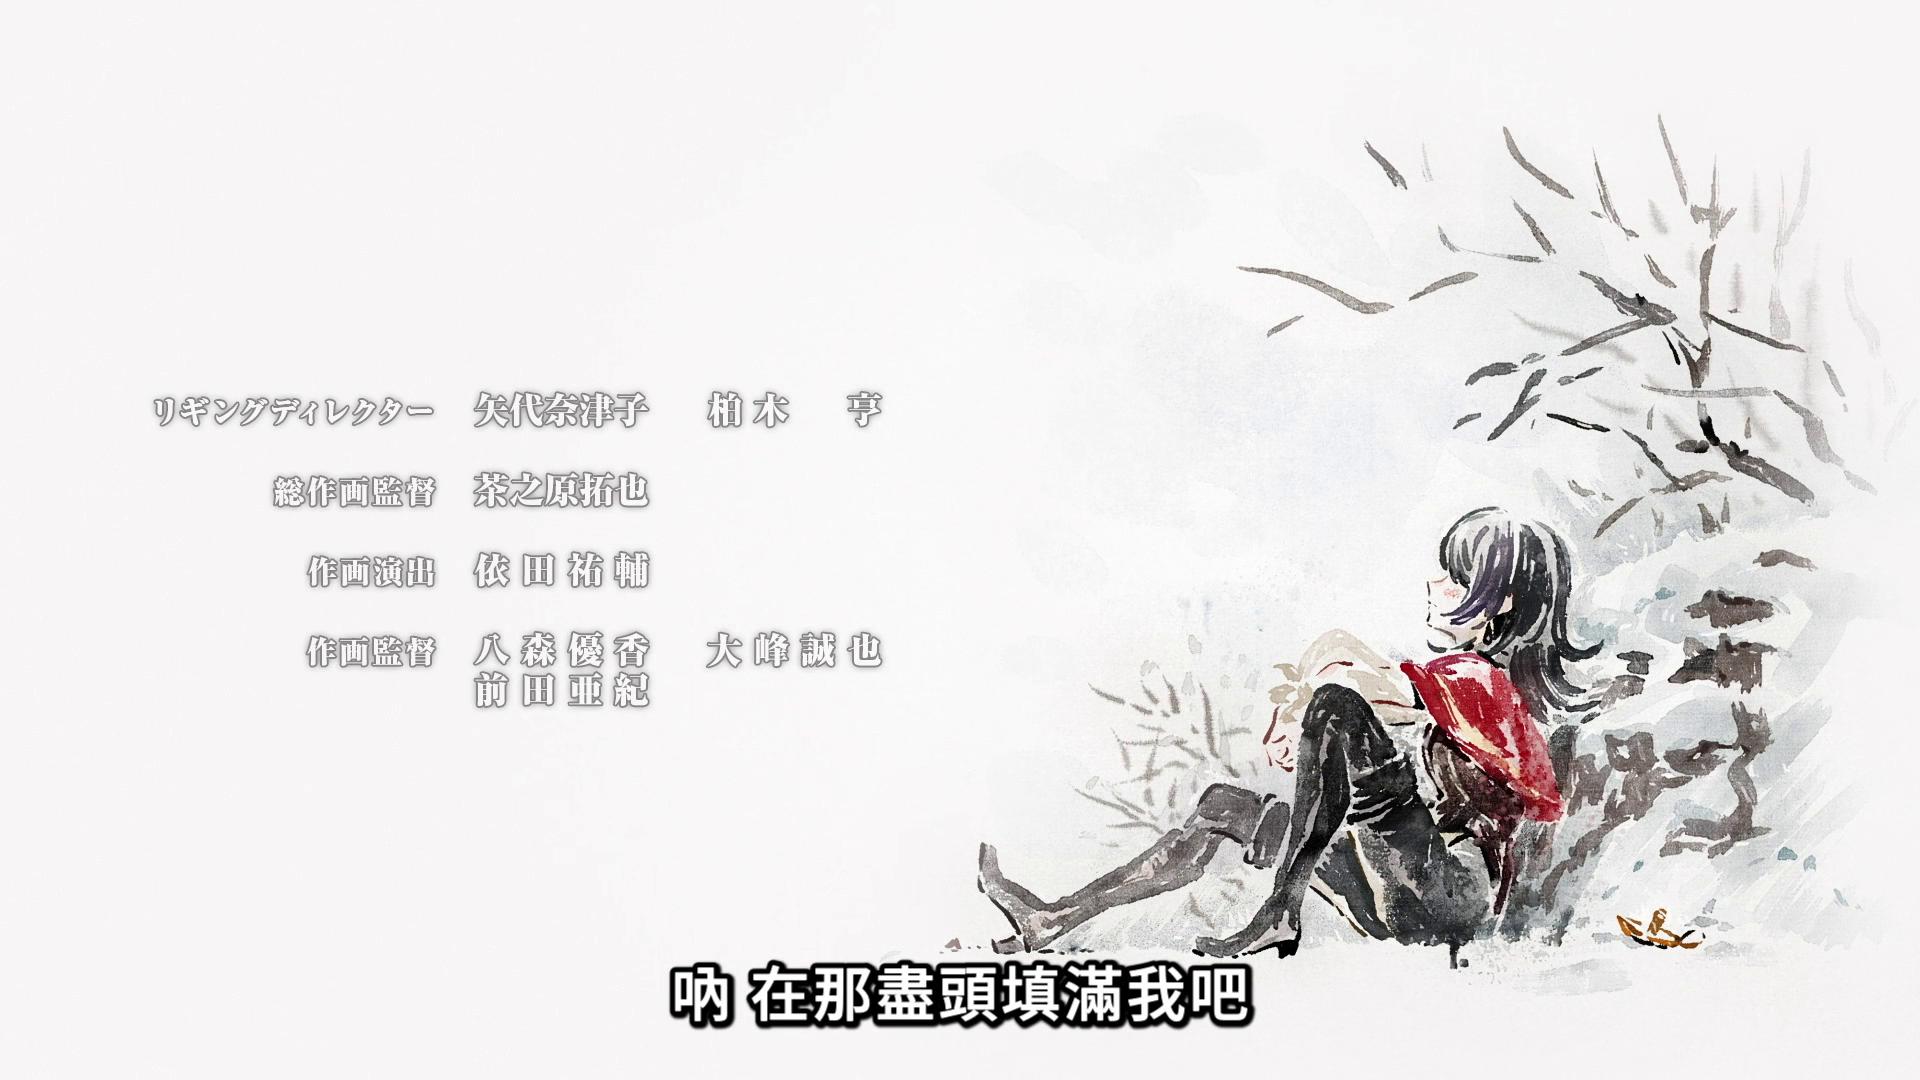 リギングディレクター 矢代奈津子 柏木 亨
総作画監督 茶之原拓也
作画演出 依田祐輔
作画監督 八森優香 大峰誠也
前田亜紀
吶 在那盡頭填滿我吧